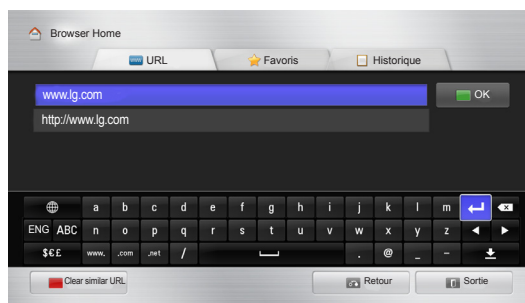 Browser Home
URL Favoris Historique
www.lg.com OK
http://www.lg.com
a b c d e f g h i j k l m
ENG ABC n o p q r s t u v w x y z
$€£ www. .com .net / . @ _ -
Clear similar URL Retour Sortie